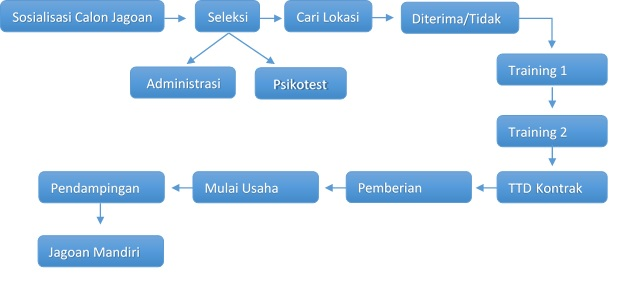 Sosialisasi Calon Jagoan
Seleksi
Cari Lokasi
Diterima/Tidak
Administrasi
Psikotest
Training 1
Training 2
TTD Kontrak
Pemberian
Mulai Usaha
Pendampingan
Jagoan Mandiri